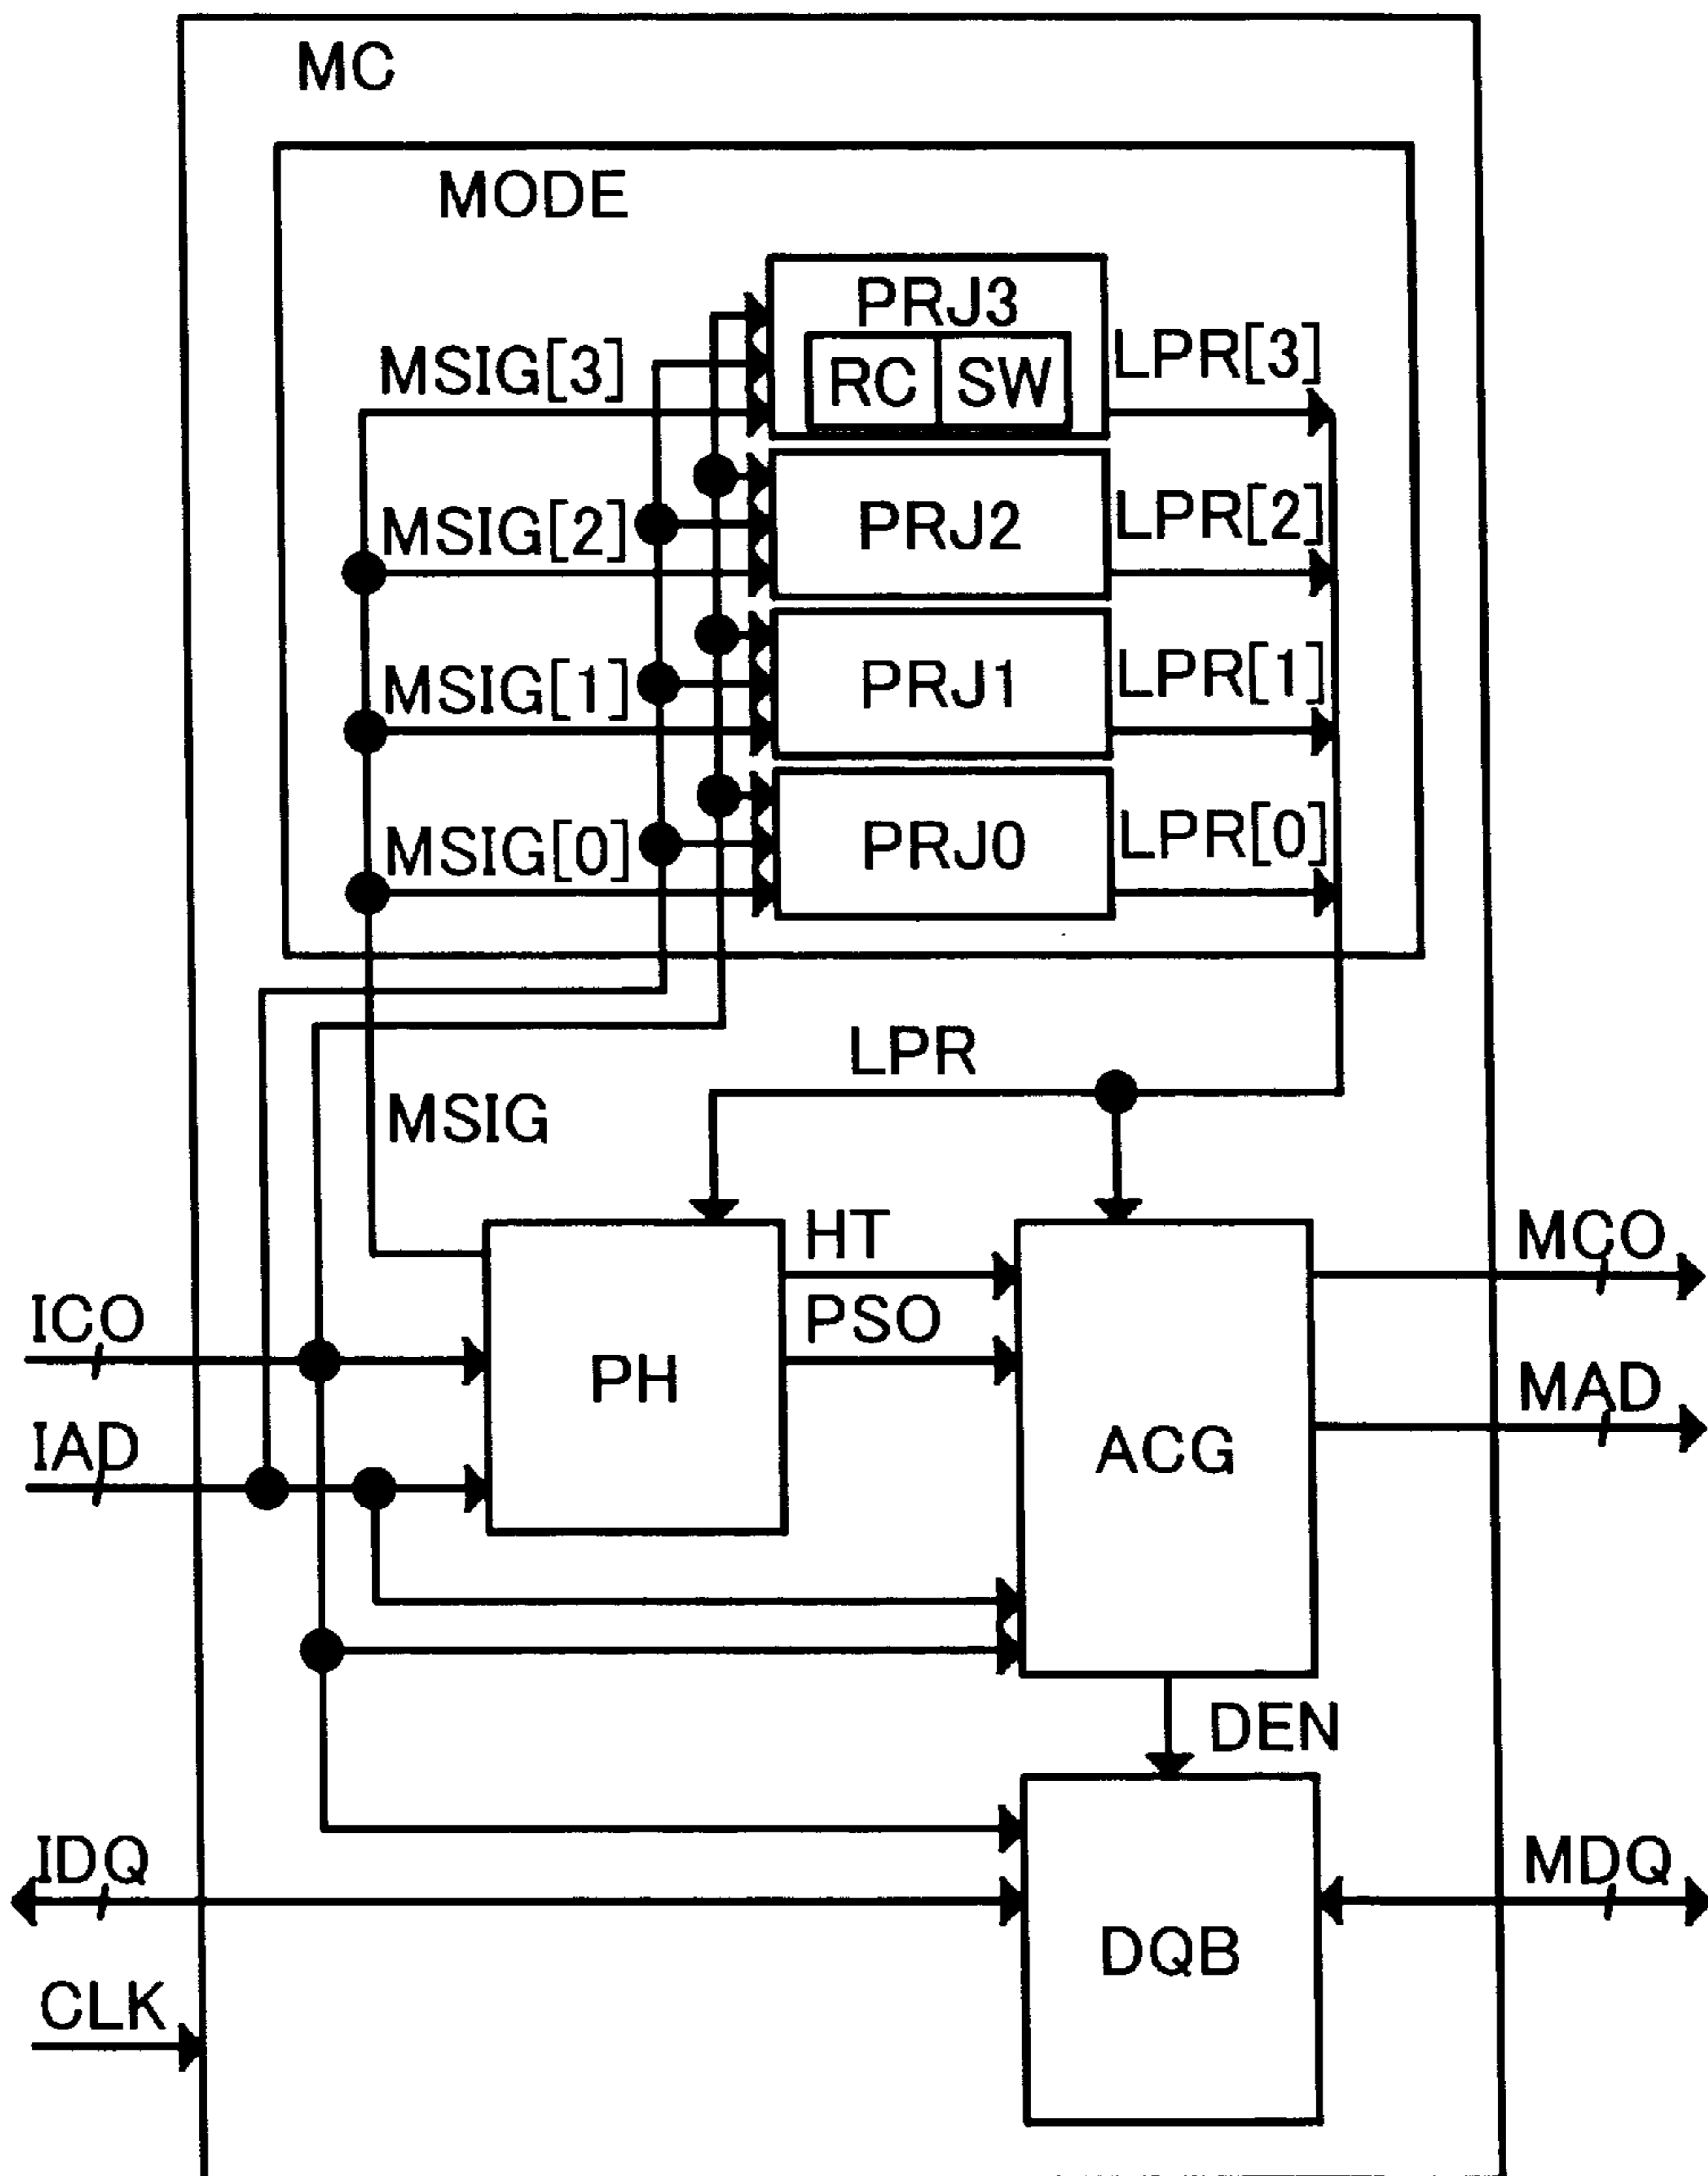 MC
MODE
PRJ3
RC SW
MSIG[3]
LPR[3]
MSIG[2]
PRJ2
LPR[2]
MSIG[1]
PRJ1
LPR[1]
MSIG[0]
PRJ0
LPR[0]
LPR
MSIG
HT
MCO
ICO
PSO
PH
MAD
IAD
ACG
DEN
IDQ
MDQ
DQB
CLK